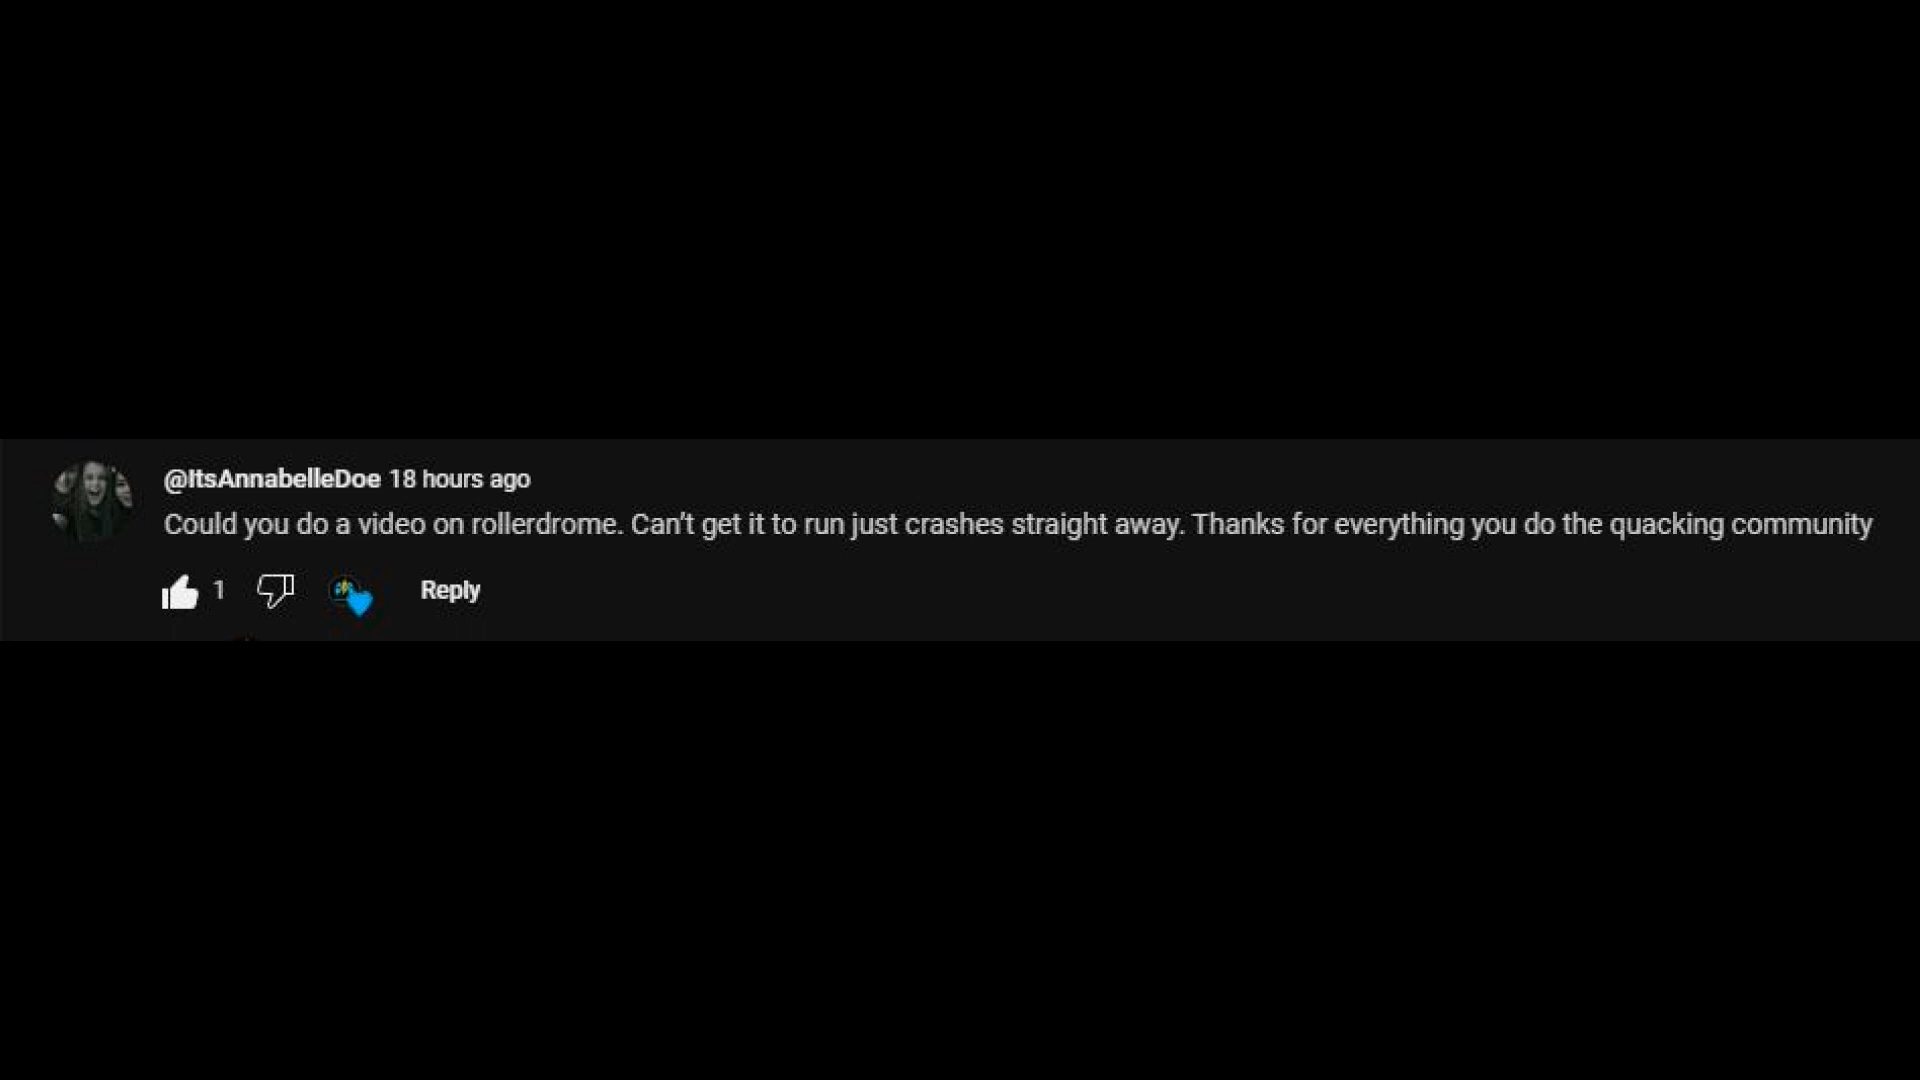 @ItsAnnabelleDoe 18 hours ago
Could you do a video on rollerdrome. Can't get it to run just crashes straight away. Thanks for everything you do the quacking community
1 Reply